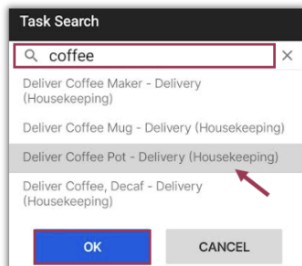 Task Search
coffee
Deliver Coffee Maker - Delivery
(Housekeeping)
Deliver Coffee Mug - Delivery (Housekeeping)
Deliver Coffee Pot - Delivery (Housekeeping)
Deliver Coffee, Decaf - Delivery
(Housekeeping)
OK CANCEL